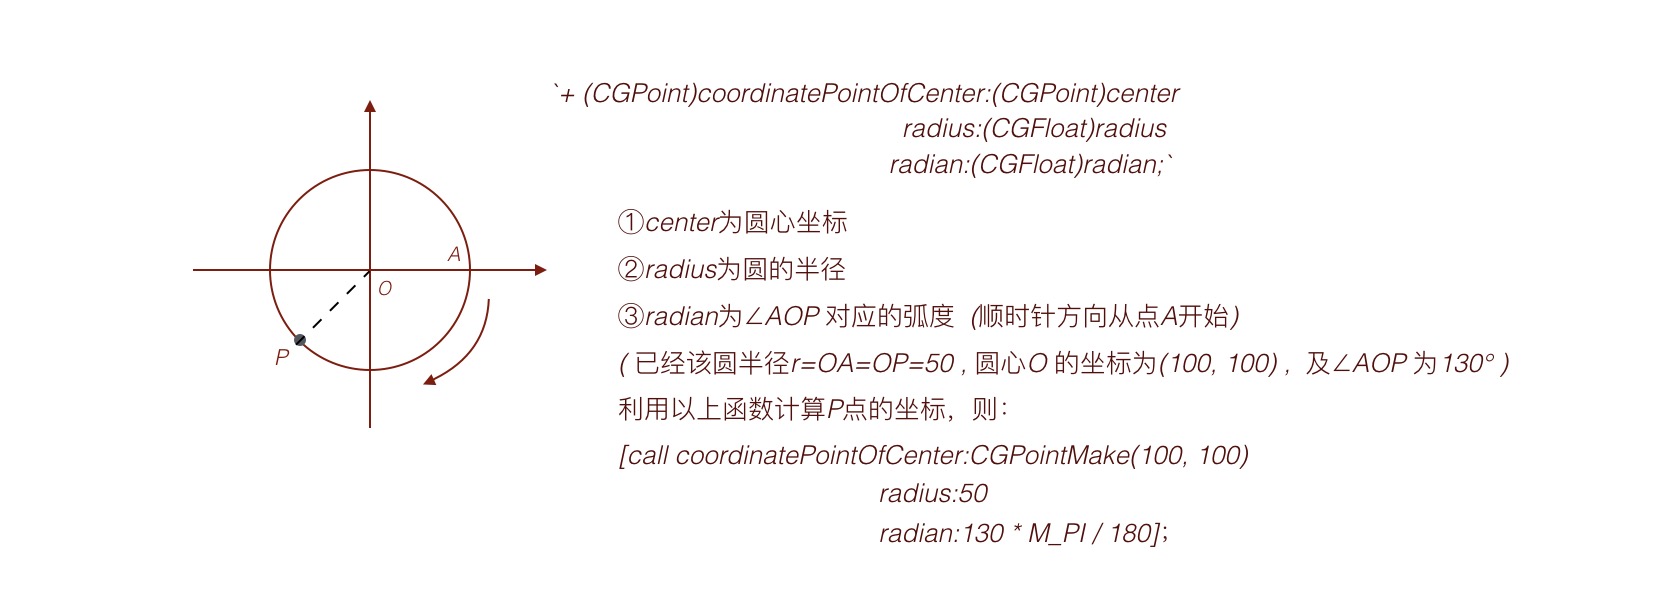 `+ (CGPoint)coordinatePointOfCenter:(CGPoint)center
radius:(CGFloat)radius
radian:(CGFloat)radian;`
①center为圆心坐标
②radius为圆的半径
③radian为∠AOP 对应的弧度 (顺时针方向从点A开始)
( 已经该圆半径r=OA=OP=50 , 圆心O 的坐标为(100, 100) , 及∠AOP 为130° )
利用以上函数计算P点的坐标，则：
[call coordinatePointOfCenter:CGPointMake(100, 100)
radius:50
radian:130 * M_PI / 180];
A
O
P